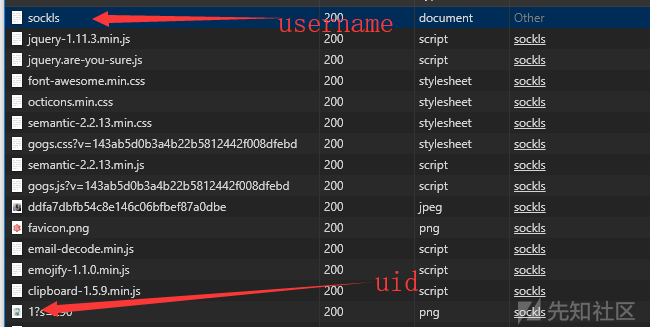 sockls 200 document Other
username
jquery-1.11.3.min.js 200 script sockls
jquery.are-you-sure.js 200 script sockls
font-awesome.min.css 200 stylesheet sockls
octicons.min.css 200 stylesheet sockls
semantic-2.2.13.min.css 200 stylesheet sockls
gogs.css?v=143ab5d0b3a4b22b5812442f008dfebd 200 stylesheet sockls
semantic-2.2.13.min.js 200 script sockls
gogs.js?v=143ab5d0b3a4b22b5812442f008dfebd 200 script sockls
ddfa7dbfb54c8e146c06bfbef87a0dbe 200 jpeg sockls
favicon.png 200 png sockls
email-decode.min.js 200 script sockls
emojify-1.1.0.min.js 200 script sockls
clipboard-1.5.9.min.js 200 script sockls
uid
1?s=290 200 png sockls
先知社区